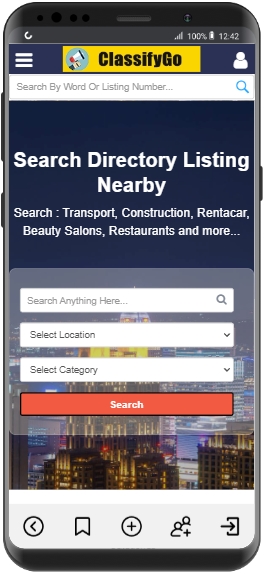 100% 12:42
ClassifyGo
Search By Word Or Listing Number...
Search Directory Listing
Nearby
Search : Transport, Construction, Rentacar,
Beauty Salons, Restaurants and more...
Search Anything Here...
Select Location
Select Category
Search